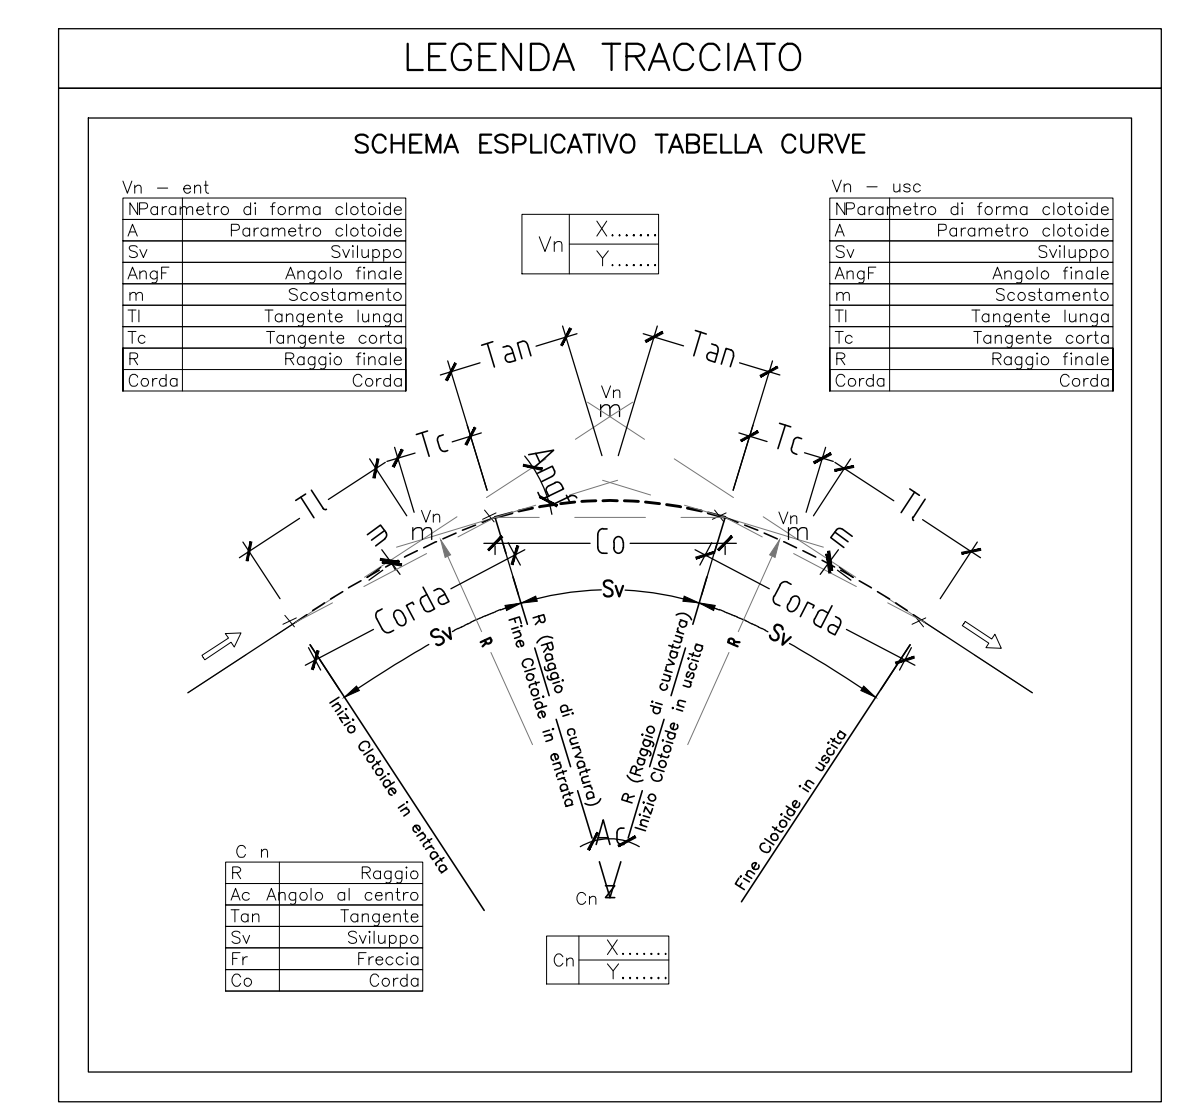 LEGENDA TRACCIATO
SCHEMA ESPLICATIVO TABELLA CURVE
Vn - ent
N Parametro di forma clotoide
A Parametro clotoide
Sv Sviluppo
AngF Angolo finale
m Scostamento
Tl Tangente lunga
Tc Tangente corta
R Raggio finale
Corda Corda
Vn X.......
Y.......
Vn - usc
N Parametro di forma clotoide
A Parametro clotoide
Sv Sviluppo
AngF Angolo finale
m Scostamento
Tl Tangente lunga
Tc Tangente corta
R Raggio finale
Corda Corda
Tan
Tan
Vn
m
Tc
Tc
AngF
Tl
Tl
Vn
m
Vn
m
m
m
Co
Corda
Corda
Sv
Sv
Sv
R
R
R (Raggio di curvatura)
Fine Clotoide in entrata
R (Raggio di curvatura)
Inizio Clotoide in uscita
Inizio Clotoide in entrata
Fine Clotoide in uscita
Ac
Cn
C n
R Raggio
Ac Angolo al centro
Tan Tangente
Sv Sviluppo
Fr Freccia
Co Corda
Cn X.......
Y.......